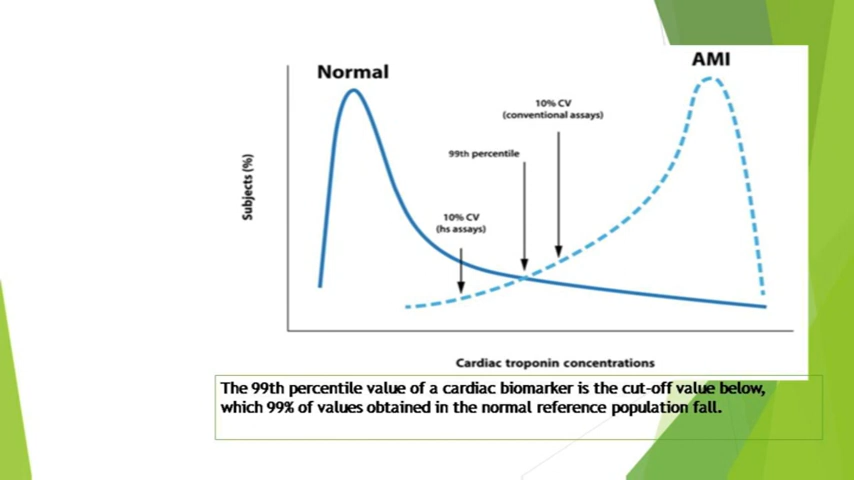 Normal
AMI
10% CV
(conventional assays)
99th percentile
10% CV
(hs assays)
Subjects (%)
Cardiac troponin concentrations
The 99th percentile value of a cardiac biomarker is the cut-off value below,
which 99% of values obtained in the normal reference population fall.